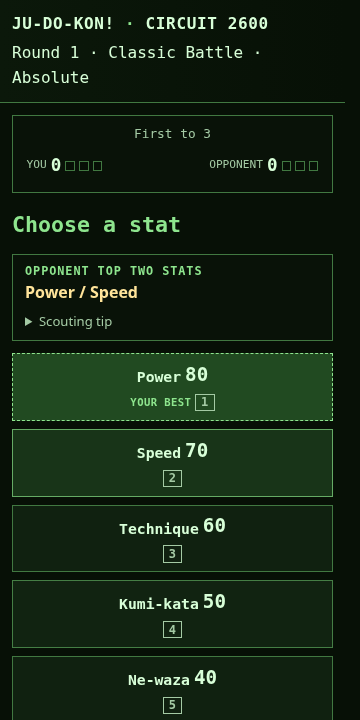 JU-DO-KON! · CIRCUIT 2600
Round 1 · Classic Battle ·
Absolute
First to 3
YOU 0 □□□ OPPONENT 0 □□□
Choose a stat
OPPONENT TOP TWO STATS
Power / Speed
▶ Scouting tip
Power 80
YOUR BEST 1
Speed 70
2
Technique 60
3
Kumi-kata 50
4
Ne-waza 40
5